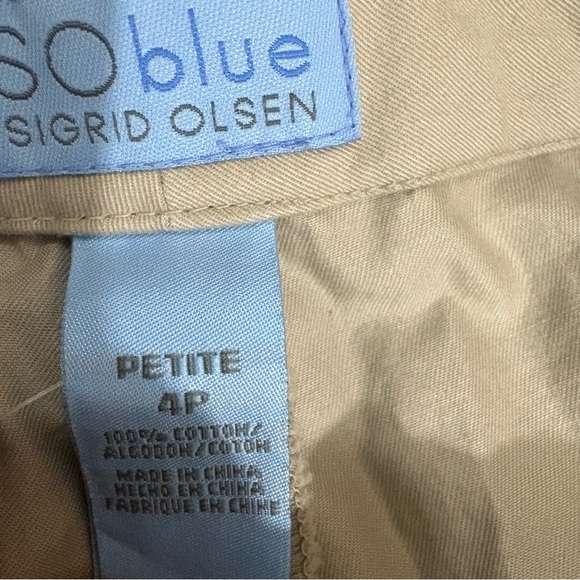 SOblue
SIGRID OLSEN
PETITE
4P
100% COTTON/
ALGODON/COTON
MADE IN CHINA
HECHO EN CHINA
FABRIQUE EN CHINE